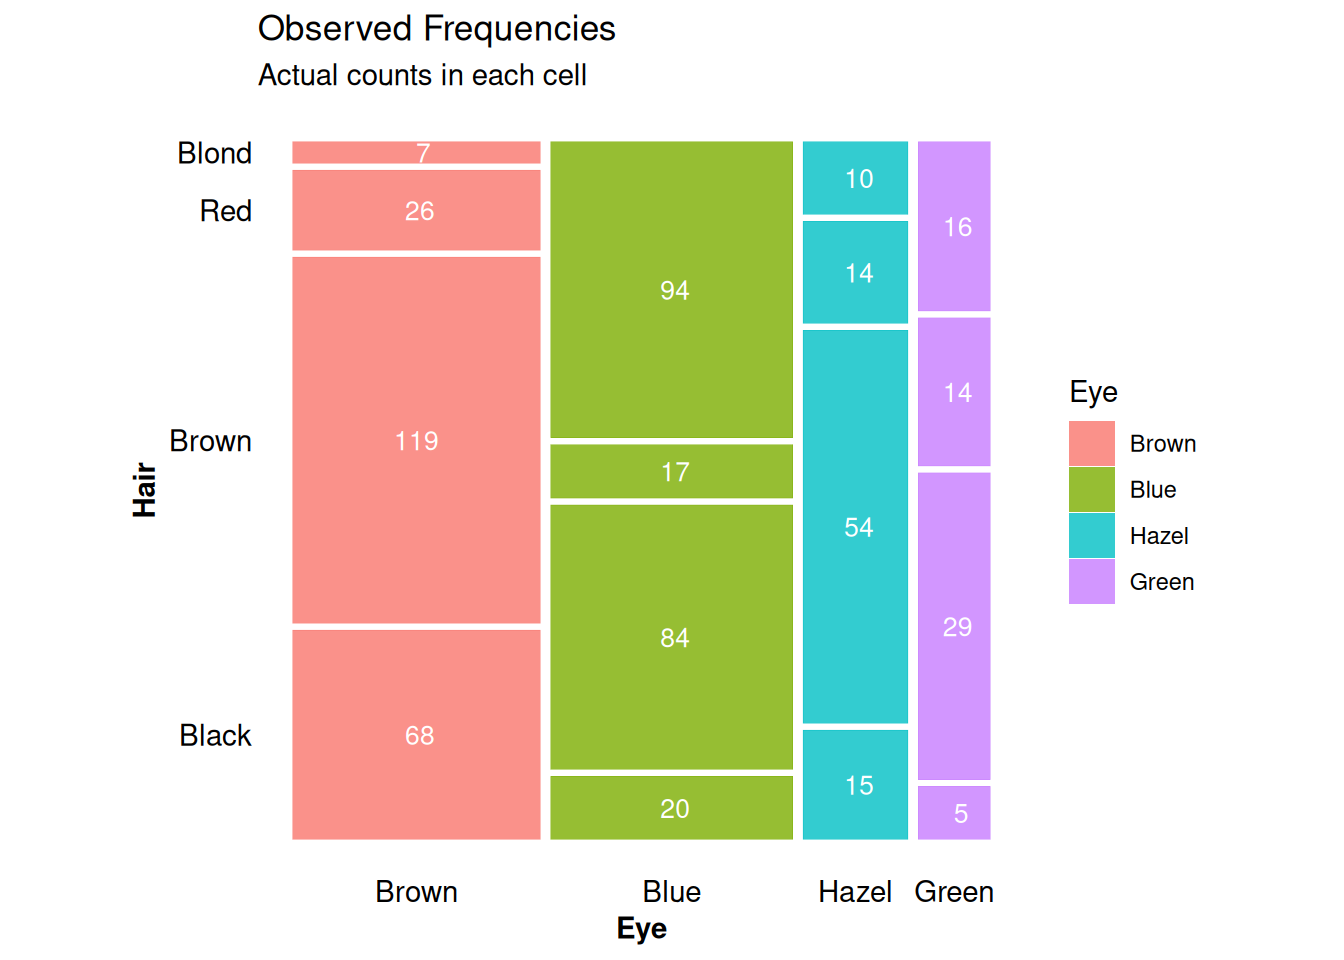 Observed Frequencies
Actual counts in each cell
Blond
Red
Brown
Black
Hair
7
26
119
68
94
17
84
20
10
14
54
15
16
14
29
5
Brown
Blue
Hazel
Green
Eye
Eye
Brown
Blue
Hazel
Green